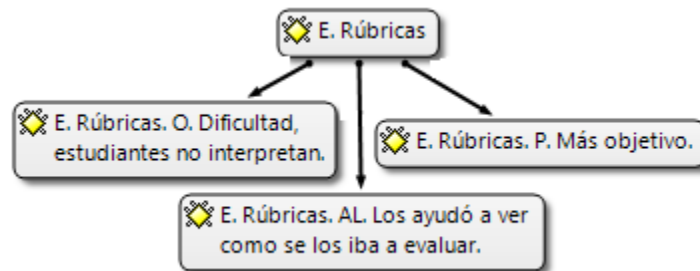 E. Rúbricas
E. Rúbricas. O. Dificultad,
estudiantes no interpretan.
E. Rúbricas. P. Más objetivo.
E. Rúbricas. AL. Los ayudó a ver
como se los iba a evaluar.